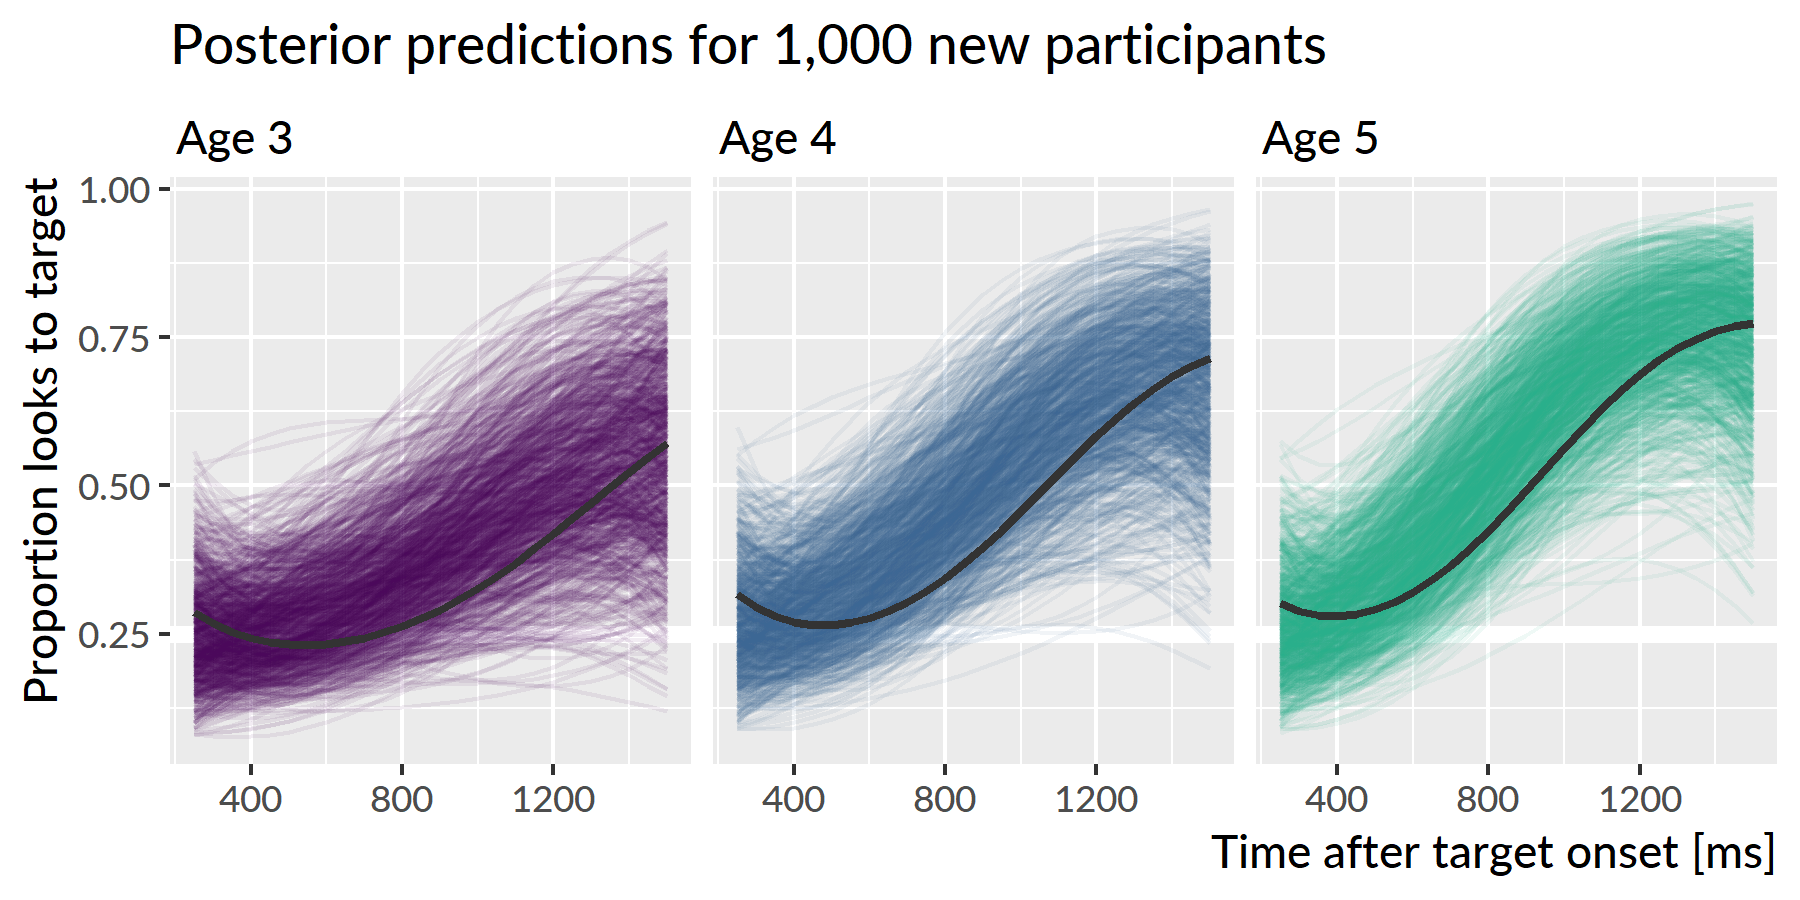 Posterior predictions for 1,000 new participants
Age 3
Age 4
Age 5
Proportion looks to target
1.00
0.75
0.50
0.25
400 800 1200
400 800 1200
400 800 1200
Time after target onset [ms]